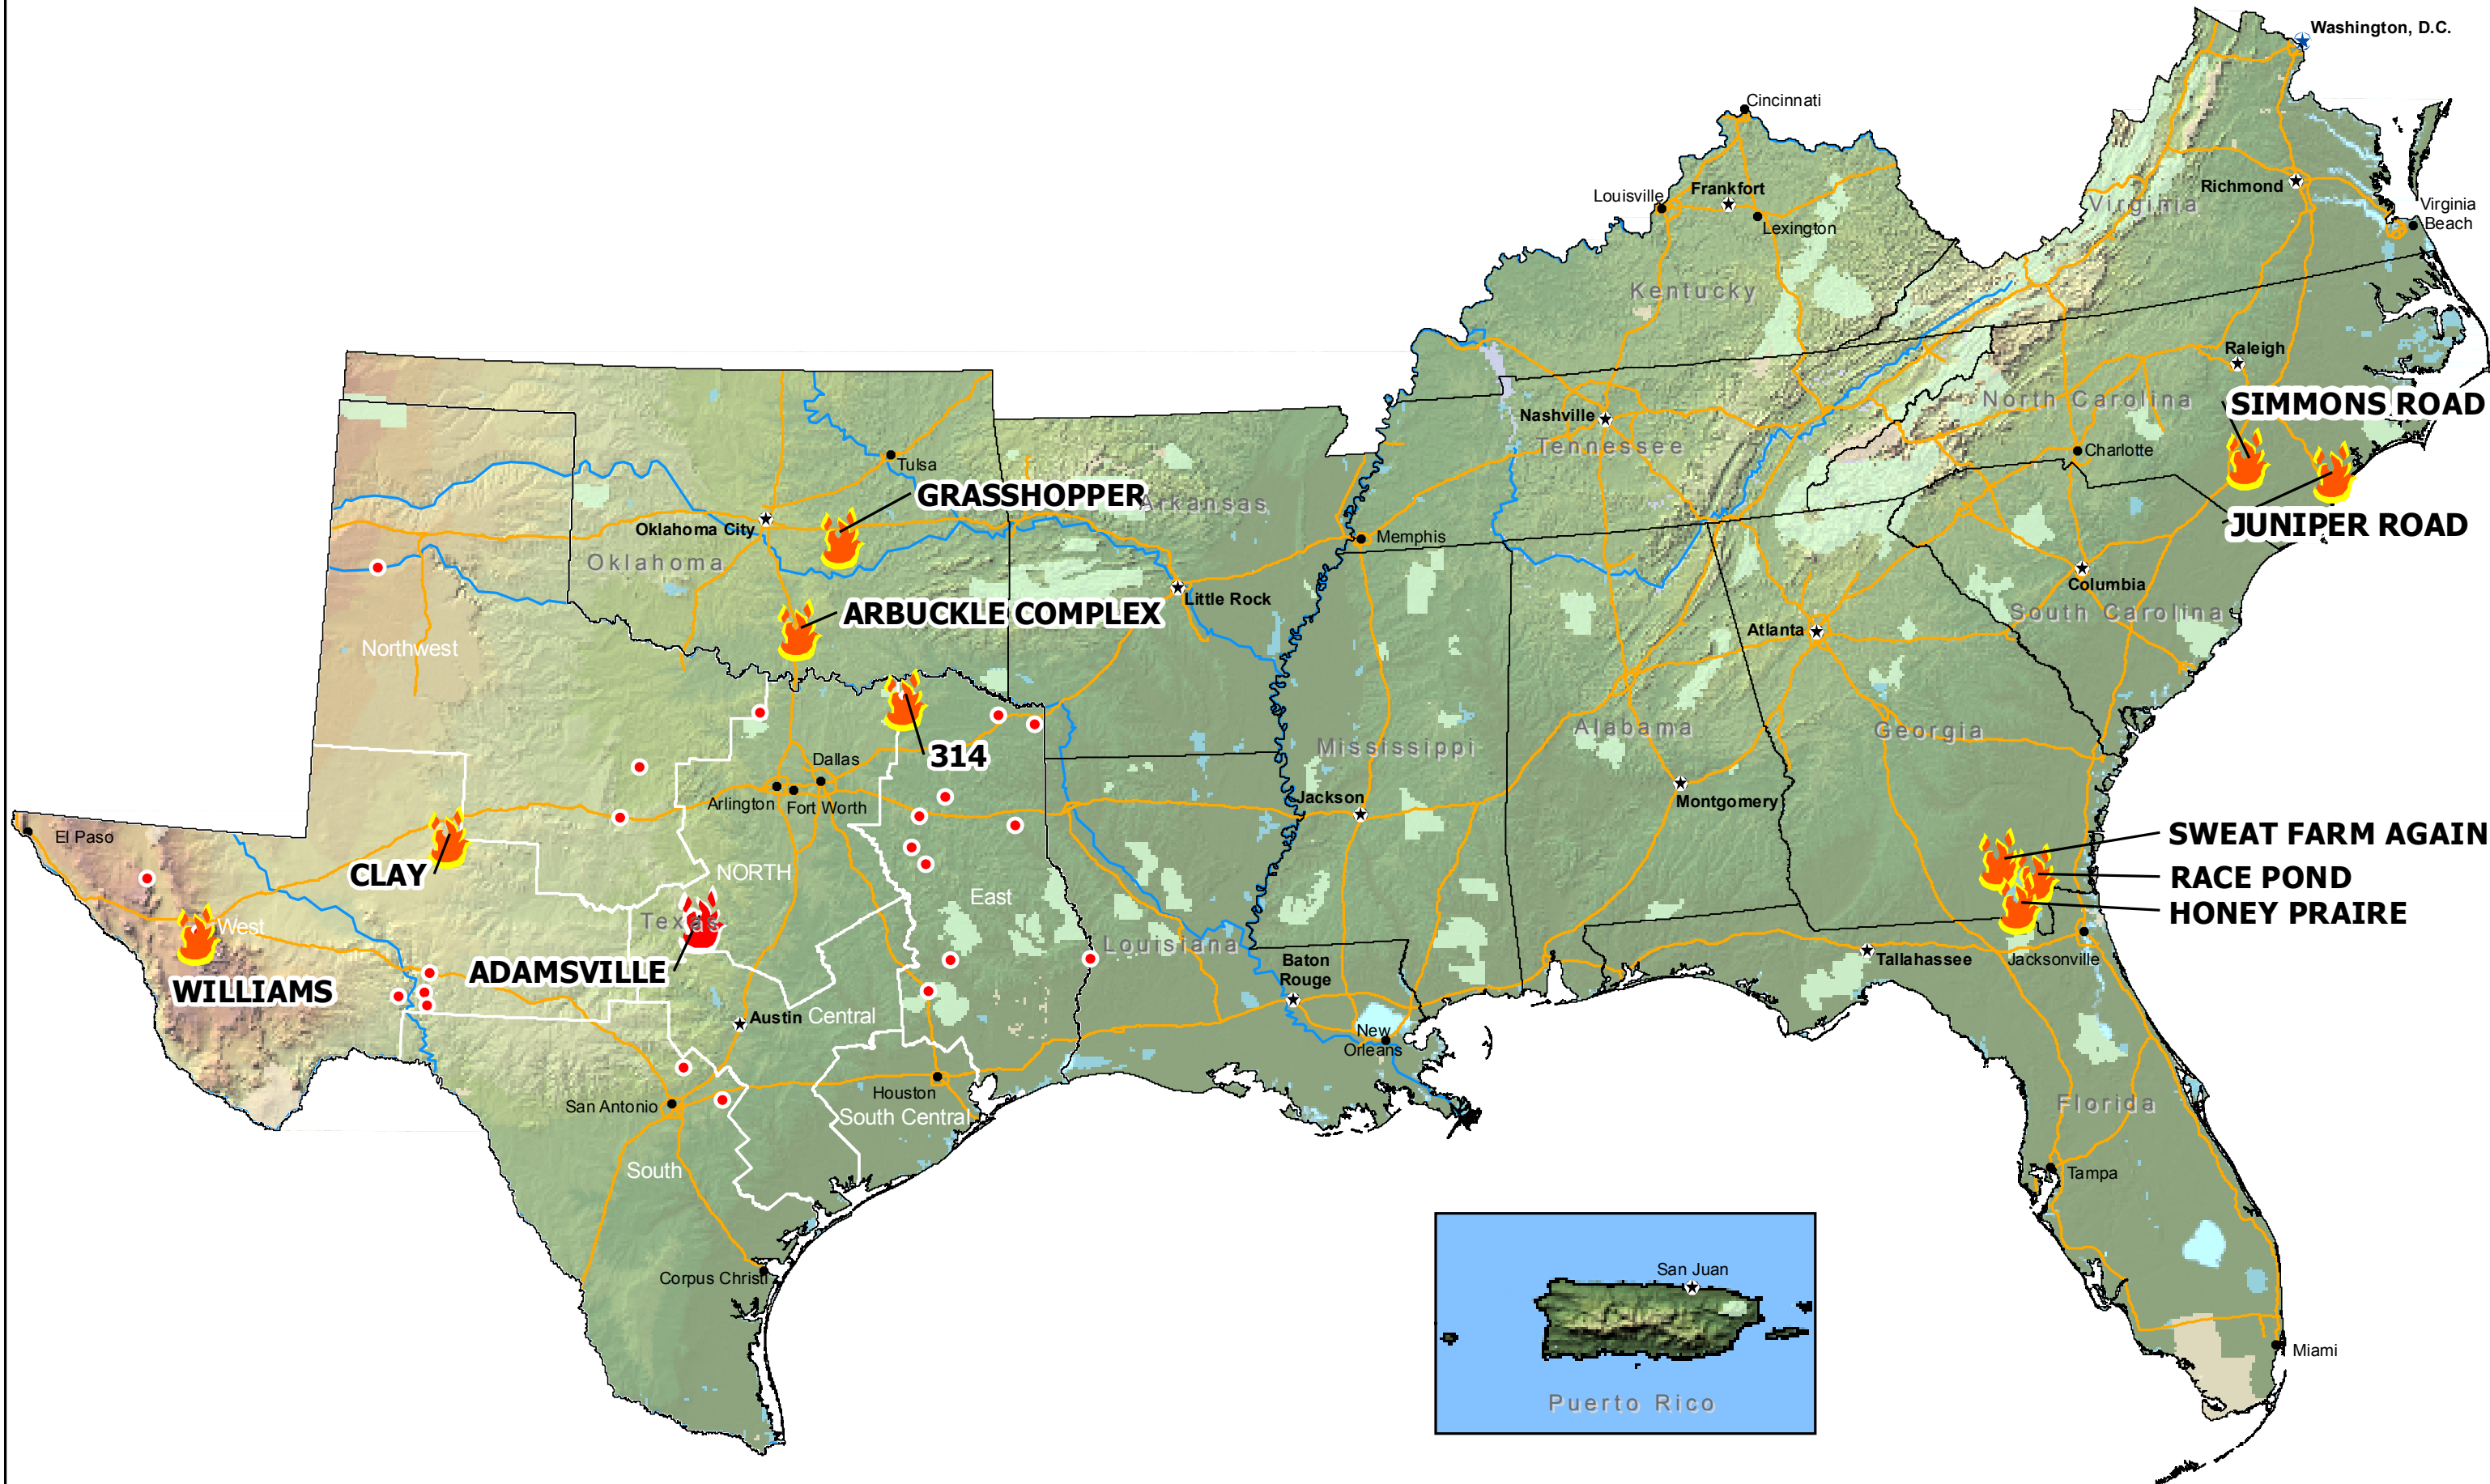 Washington, D.C.
Cincinnati
Louisville
Frankfort
Lexington
Richmond
Virginia
Virginia
Beach
Kentucky
Raleigh
North Carolina
SIMMONS ROAD
Nashville
Tennessee
Charlotte
Tulsa
GRASSHOPPER
Arkansas
Oklahoma City
Oklahoma
Memphis
JUNIPER ROAD
Columbia
South Carolina
Little Rock
ARBUCKLE COMPLEX
Atlanta
Northwest
314
Mississippi
Alabama
Georgia
Dallas
Arlington
Fort Worth
Jackson
Montgomery
El Paso
SWEAT FARM AGAIN
CLAY
NORTH
RACE POND
East
HONEY PRAIRE
Texas
West
Louisiana
Tallahassee
Jacksonville
ADAMSVILLE
WILLIAMS
Baton
Rouge
Austin
Central
New
Orleans
Houston
San Antonio
South Central
Florida
South
Tampa
Corpus Christi
San Juan
Miami
Puerto Rico